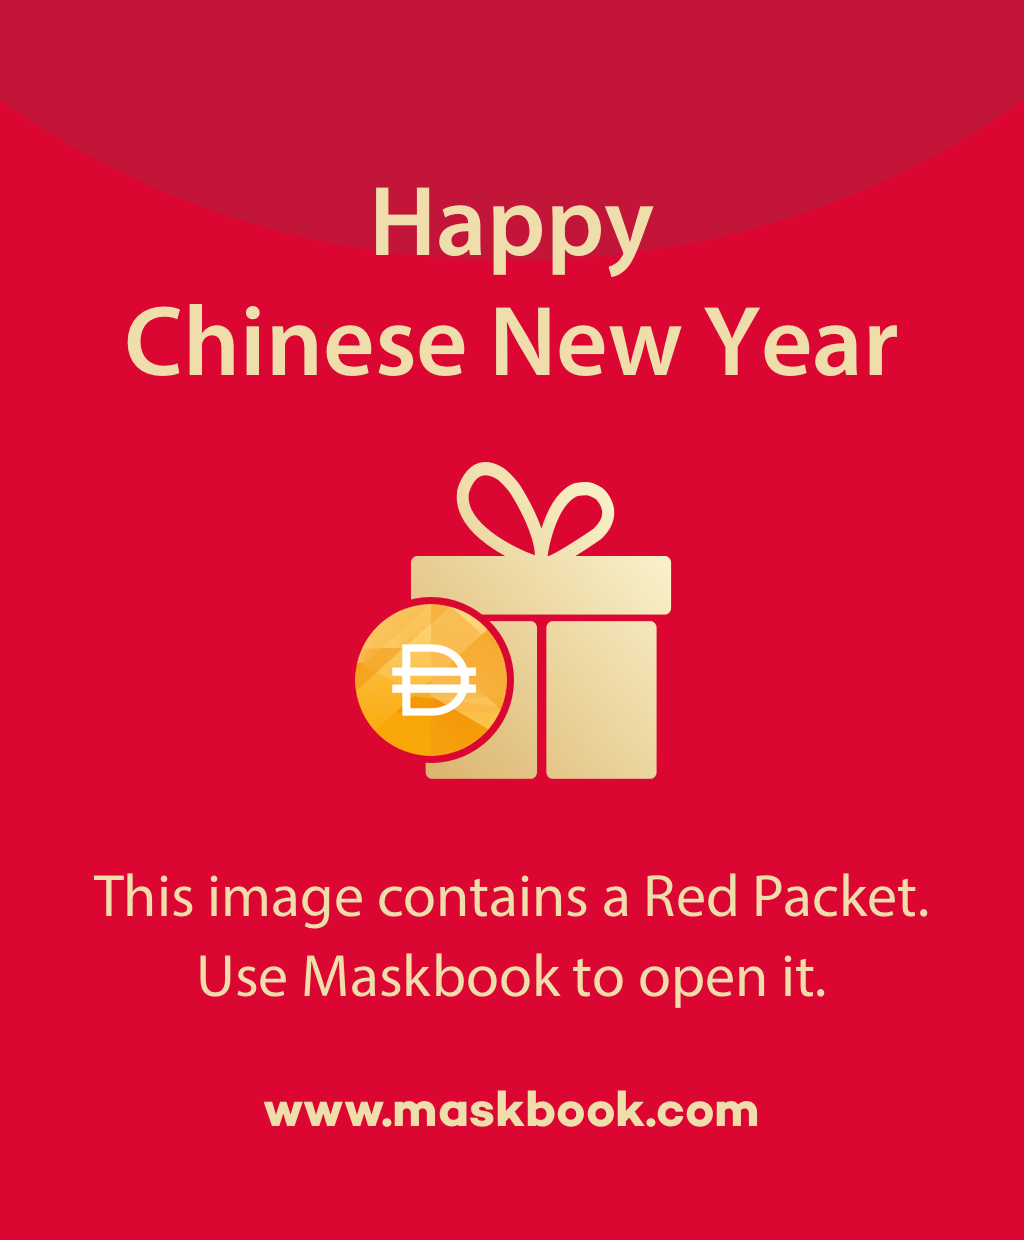 Happy
Chinese New Year
This image contains a Red Packet.
Use Maskbook to open it.
www.maskbook.com